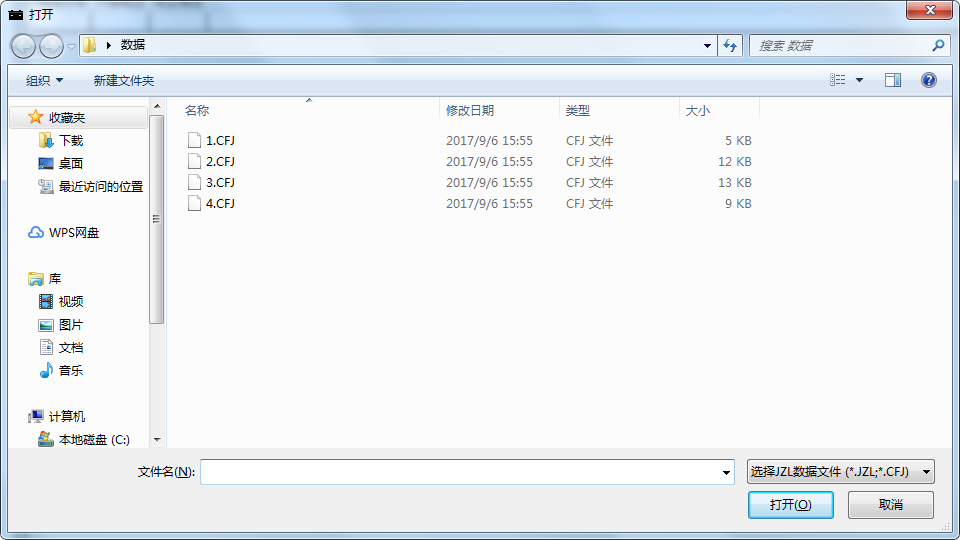 打开
数据
搜索 数据
组织 新建文件夹
名称 修改日期 类型 大小
收藏夹
下载
桌面
最近访问的位置
WPS网盘
库
视频
图片
文档
音乐
计算机
本地磁盘 (C:)
1.CFJ 2017/9/6 15:55 CFJ 文件 5 KB
2.CFJ 2017/9/6 15:55 CFJ 文件 12 KB
3.CFJ 2017/9/6 15:55 CFJ 文件 13 KB
4.CFJ 2017/9/6 15:55 CFJ 文件 9 KB
文件名(N): 选择JZL数据文件 (*.JZL;*.CFJ)
打开(O) 取消